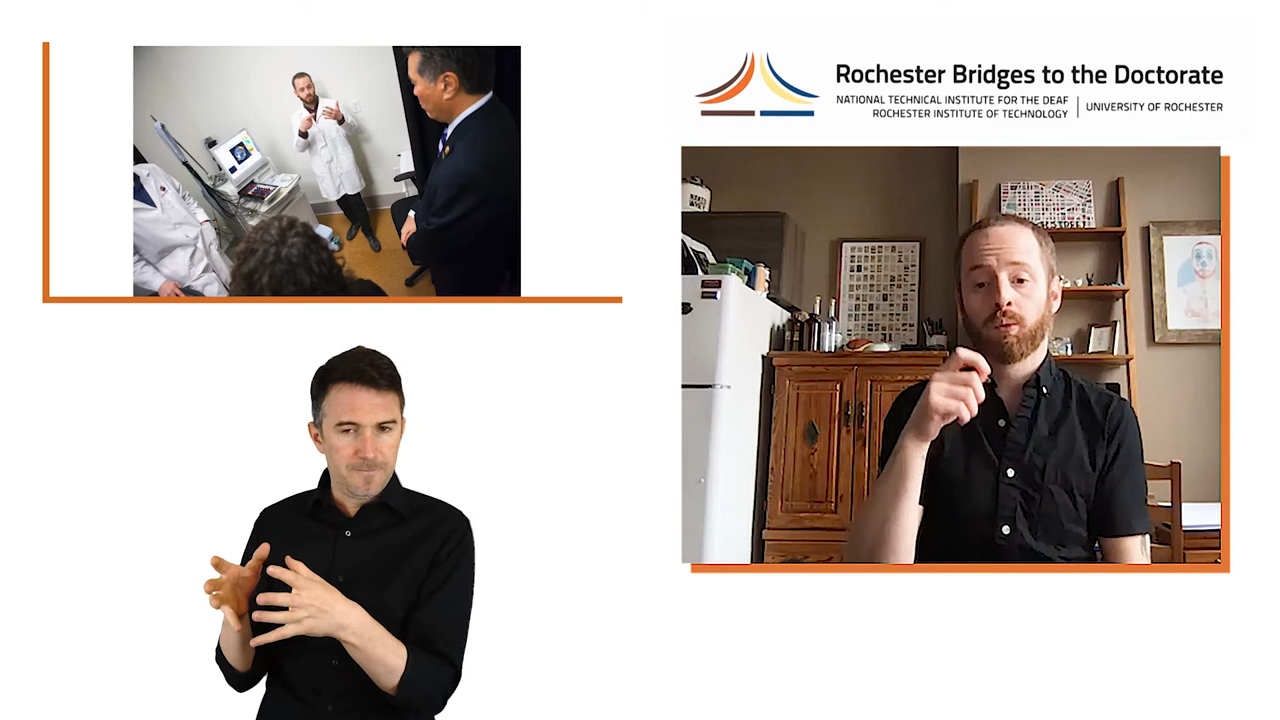 Rochester Bridges to the Doctorate
NATIONAL TECHNICAL INSTITUTE FOR THE DEAF
ROCHESTER INSTITUTE OF TECHNOLOGY
UNIVERSITY OF ROCHESTER